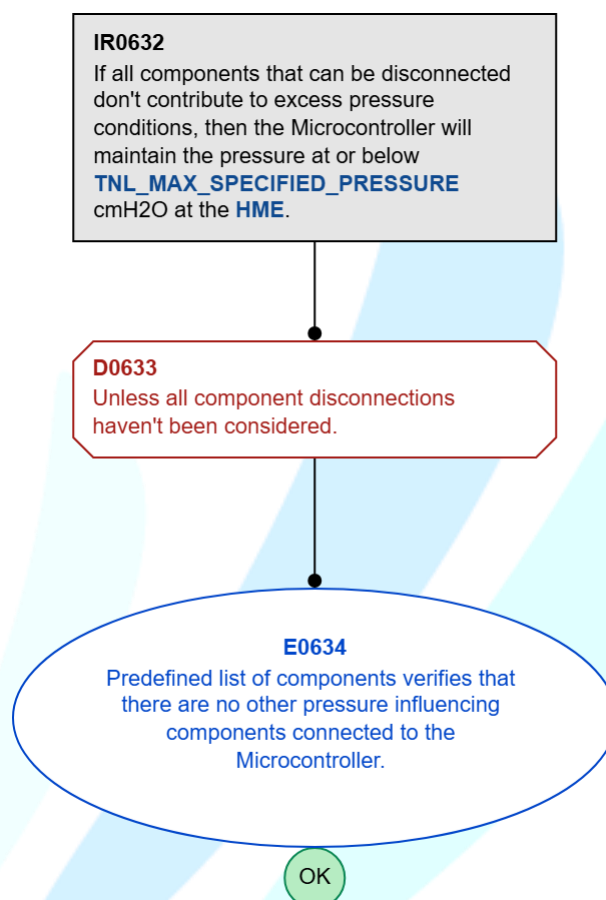 IR0632
If all components that can be disconnected
don't contribute to excess pressure
conditions, then the Microcontroller will
maintain the pressure at or below
TNL_MAX_SPECIFIED_PRESSURE
cmH2O at the HME.
D0633
Unless all component disconnections
haven't been considered.
E0634
Predefined list of components verifies that
there are no other pressure influencing
components connected to the
Microcontroller.
OK